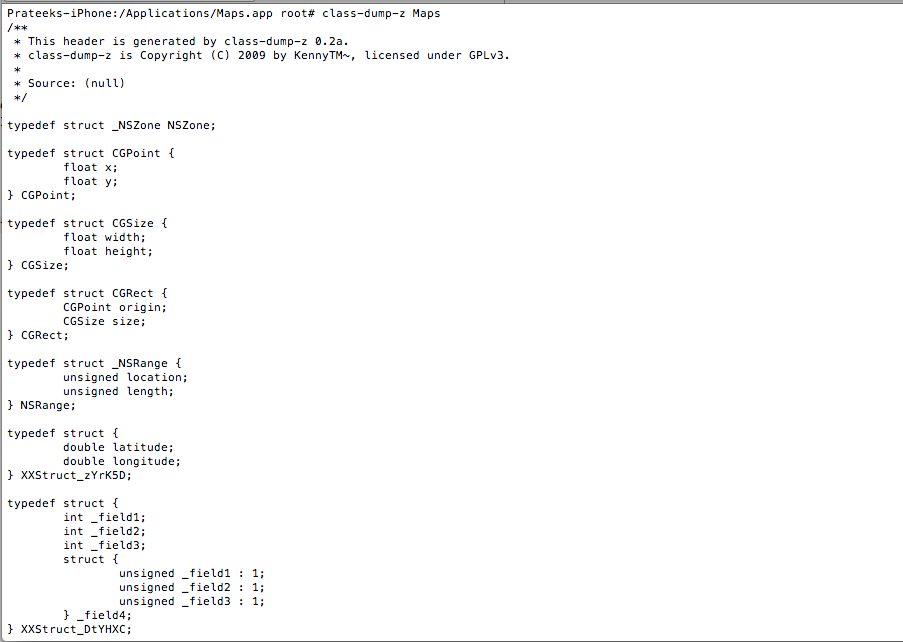 Prateeks-iPhone:/Applications/Maps.app root# class-dump-z Maps
/**
 * This header is generated by class-dump-z 0.2a.
 * class-dump-z is Copyright (C) 2009 by KennyTM~, licensed under GPLv3.
 *
 * Source: (null)
 */
typedef struct _NSZone NSZone;
typedef struct CGPoint {
        float x;
        float y;
} CGPoint;
typedef struct CGSize {
        float width;
        float height;
} CGSize;
typedef struct CGRect {
        CGPoint origin;
        CGSize size;
} CGRect;
typedef struct _NSRange {
        unsigned location;
        unsigned length;
} NSRange;
typedef struct {
        double latitude;
        double longitude;
} XXStruct_zYrK5D;
typedef struct {
        int _field1;
        int _field2;
        int _field3;
        struct {
                unsigned _field1 : 1;
                unsigned _field2 : 1;
                unsigned _field3 : 1;
        } _field4;
} XXStruct_DtYHXC;